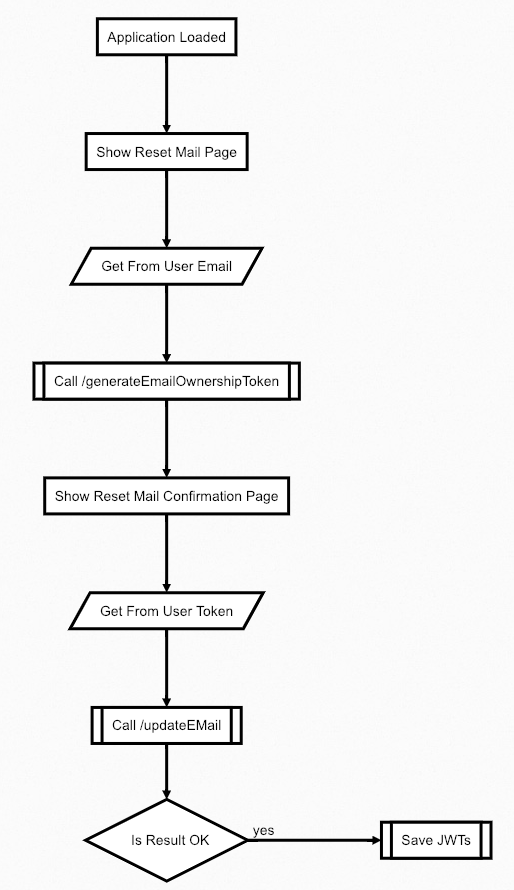 Application Loaded
Show Reset Mail Page
Get From User Email
Call /generateEmailOwnershipToken
Show Reset Mail Confirmation Page
Get From User Token
Call /updateEMail
Is Result OK
yes
Save JWTs